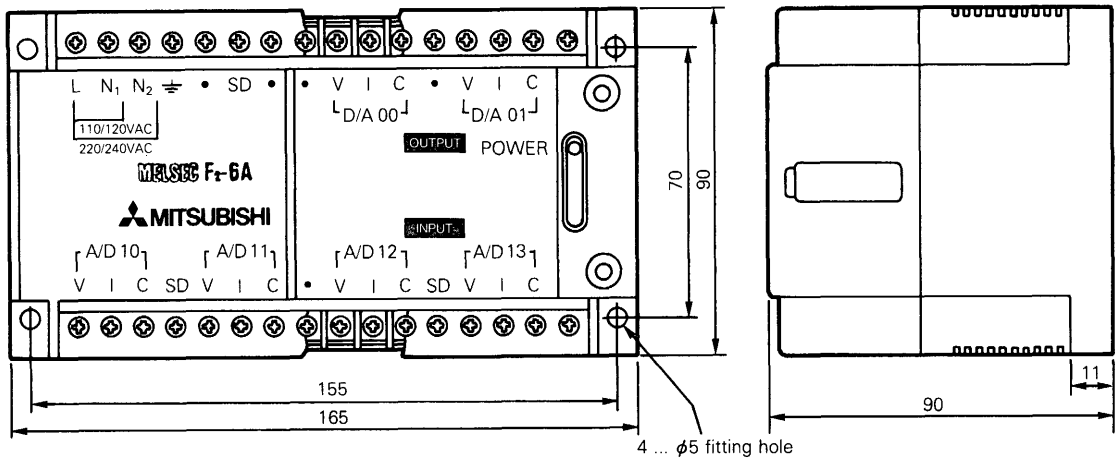 L N₁ N₂ ⏚ • SD • • V I C • V I C
D/A 00 D/A 01
110/120VAC
220/240VAC
OUTPUT POWER
MELSEC F₂-6A
MITSUBISHI
INPUT
A/D 10 A/D 11 A/D 12 A/D 13
V I C SD V I C • V I C SD V I C
70
90
155
165
4 ... ϕ5 fitting hole
11
90